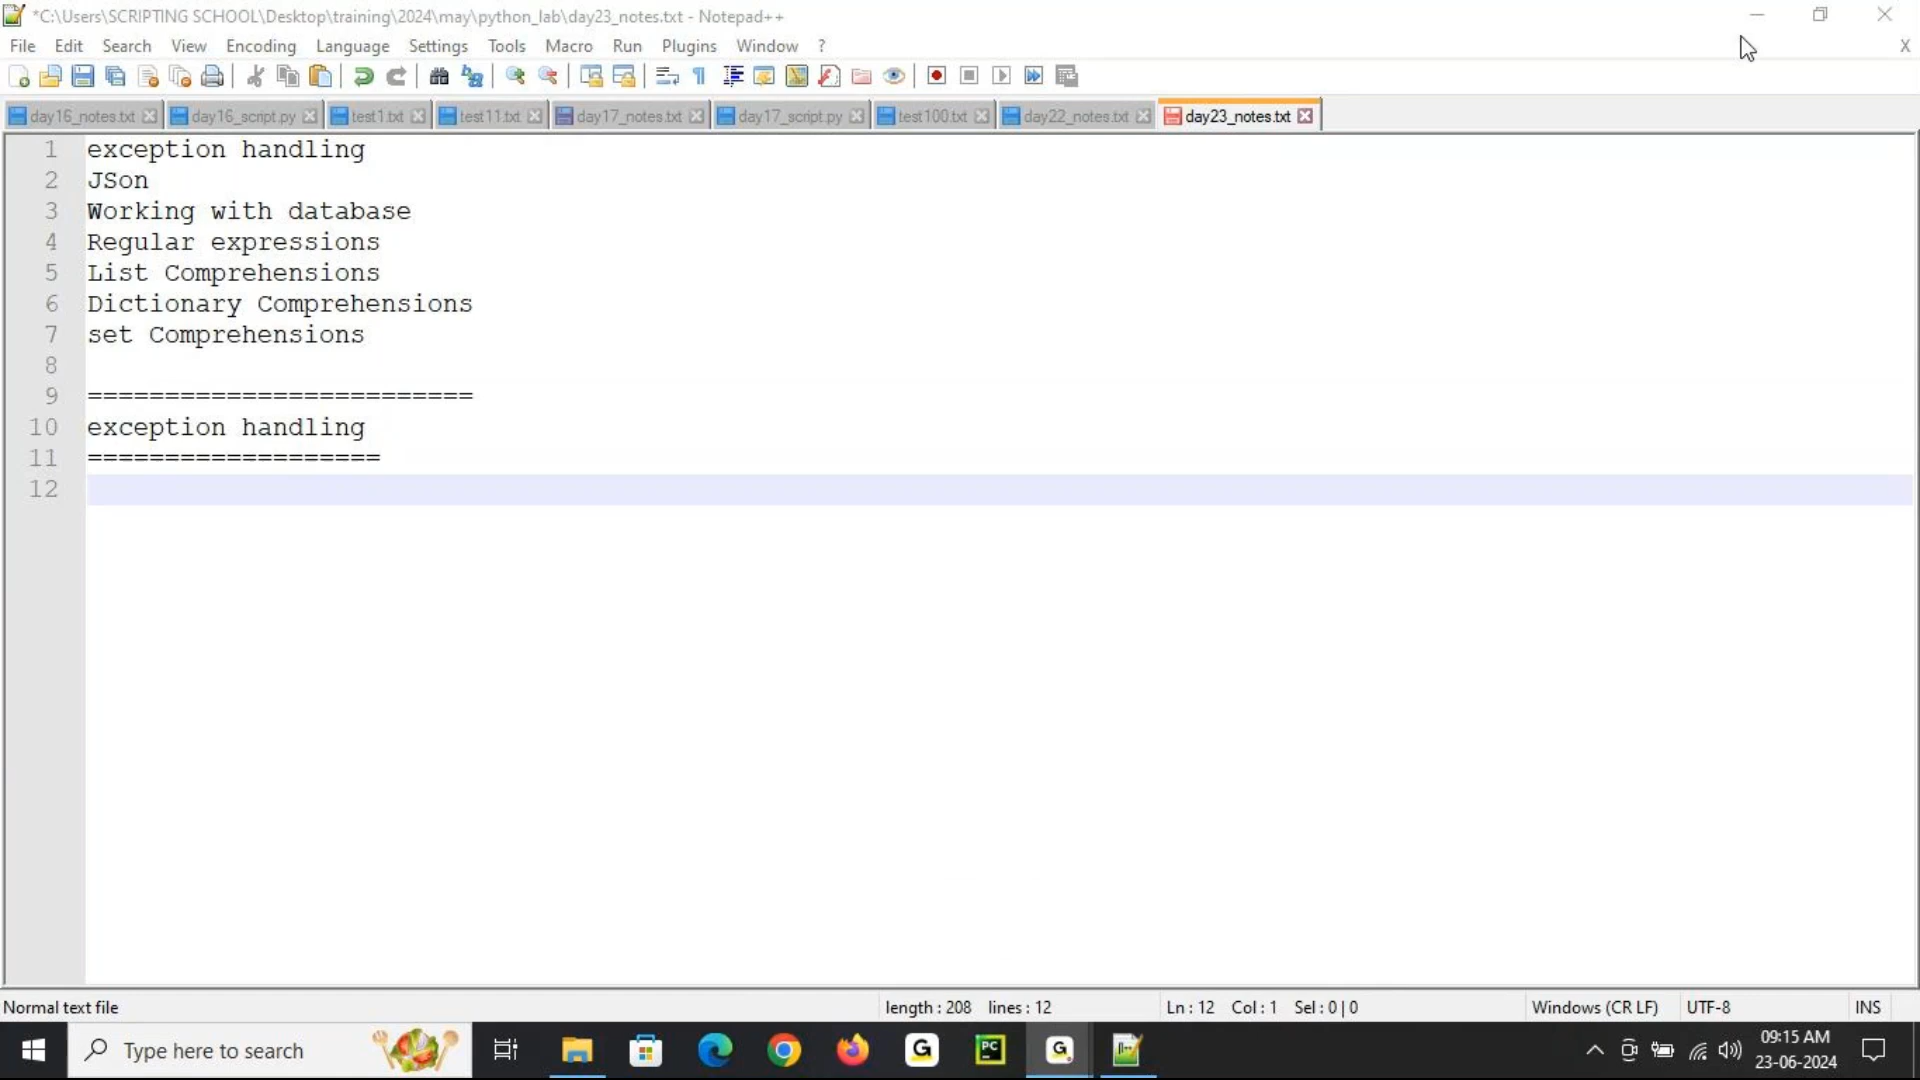 *C:\Users\SCRIPTING SCHOOL\Desktop\training\2024\may\python_lab\day23_notes.txt - Notepad++
File Edit Search View Encoding Language Settings Tools Macro Run Plugins Window ? X
day16_notes.txt day16_script.py test1.txt test11.txt day17_notes.txt day17_script.py test100.txt day22_notes.txt day23_notes.txt
1 exception handling
2 JSon
3 Working with database
4 Regular expressions
5 List Comprehensions
6 Dictionary Comprehensions
7 set Comprehensions
8
9 =========================
10 exception handling
11 ===================
12
Normal text file length : 208 lines : 12 Ln : 12 Col : 1 Sel : 0 | 0 Windows (CR LF) UTF-8 INS
Type here to search
09:15 AM
23-06-2024